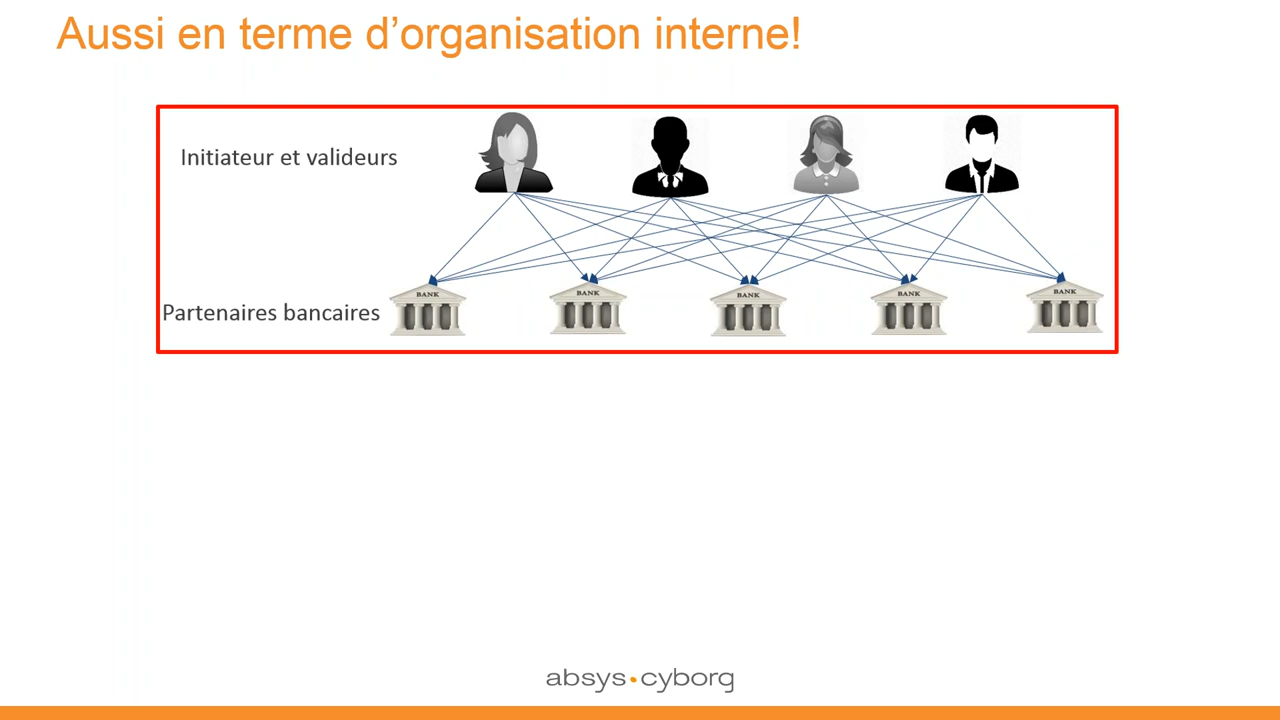 Aussi en terme d’organisation interne!
Initiateur et valideurs
BANK
BANK
BANK
BANK
BANK
Partenaires bancaires
absys.cyborg